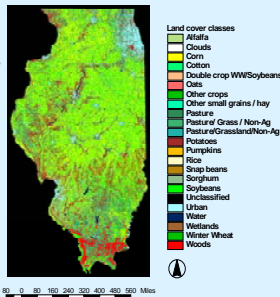 Land cover classes
Alfalfa
Clouds
Corn
Cotton
Double crop WW/Soybeans
Oats
Other crops
Other small grains / hay
Pasture
Pasture/ Grass / Non-Ag
Pasture/Grassland/Non-Ag
Potatoes
Pumpkins
Rice
Snap beans
Sorghum
Soybeans
Unclassified
Urban
Water
Wetlands
Winter Wheat
Woods
80 0 80 160 240 320 400 480 560 Miles